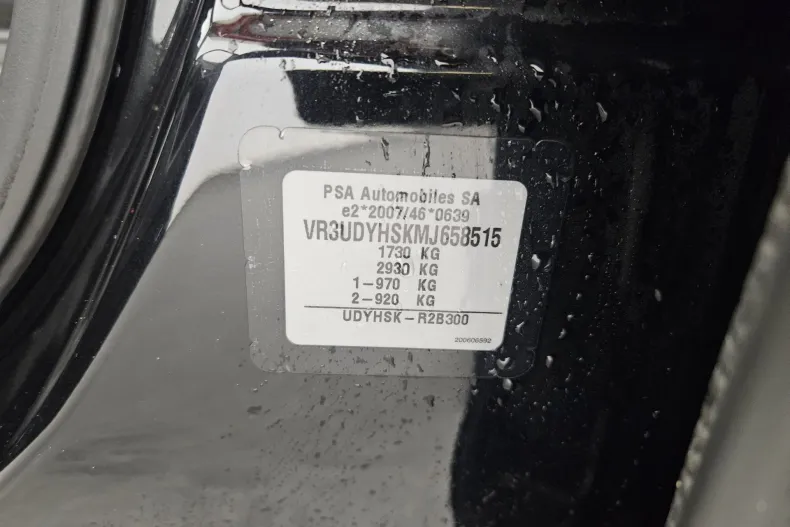 PSA Automobiles SA
e2*2007/46*0639
VR3UDYHSKMJ658515
1730 KG
2930 KG
1-970 KG
2-920 KG
UDYHSK-R2B300